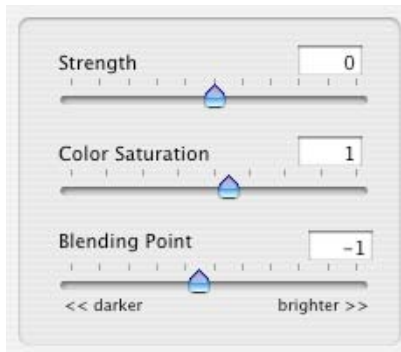 Strength 0
Color Saturation 1
Blending Point -1
<< darker brighter >>